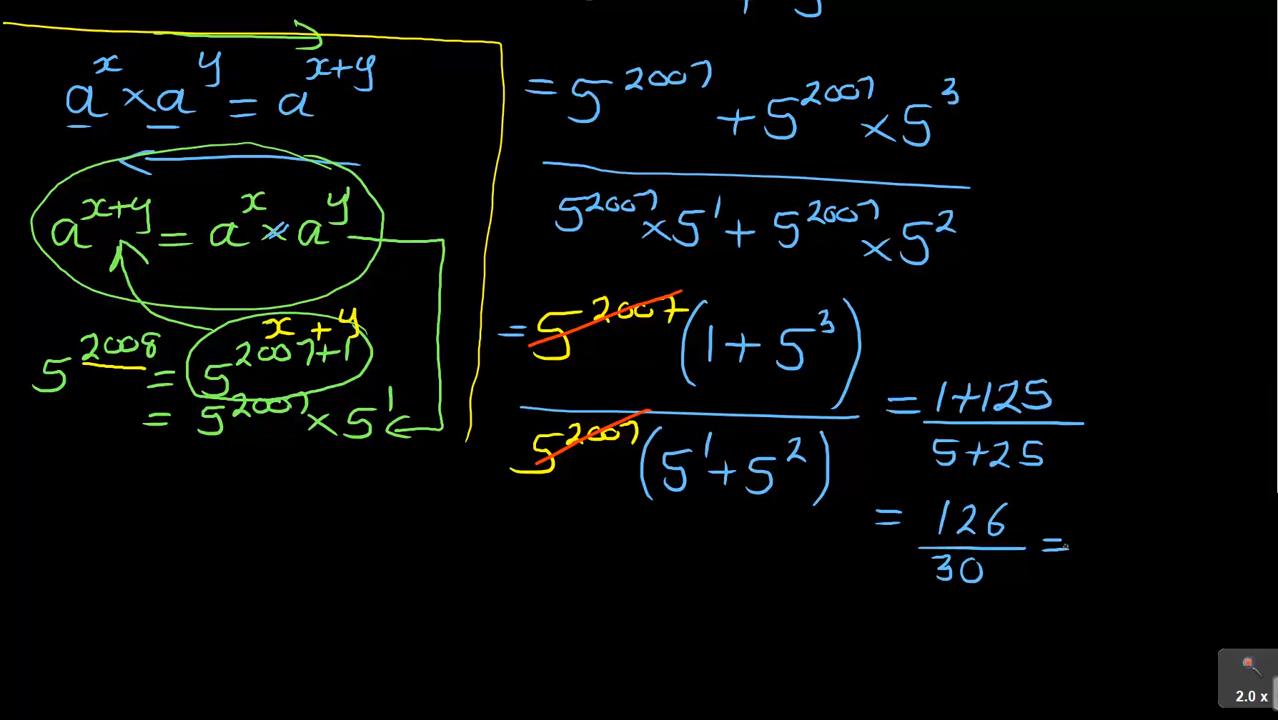 a^x × a^y = a^{x+y}
a^{x+y} = a^x × a^y
x + y
5^{2008} = 5^{2007+1}
= 5^{2007} × 5^1
= 5^{2007} + 5^{2007} × 5^3
5^{2007} × 5^1 + 5^{2007} × 5^2
= 5^{2007} (1 + 5^3)
5^{2007} (5^1 + 5^2)
= 1+125
5+25
= 126
30 =
2.0 x